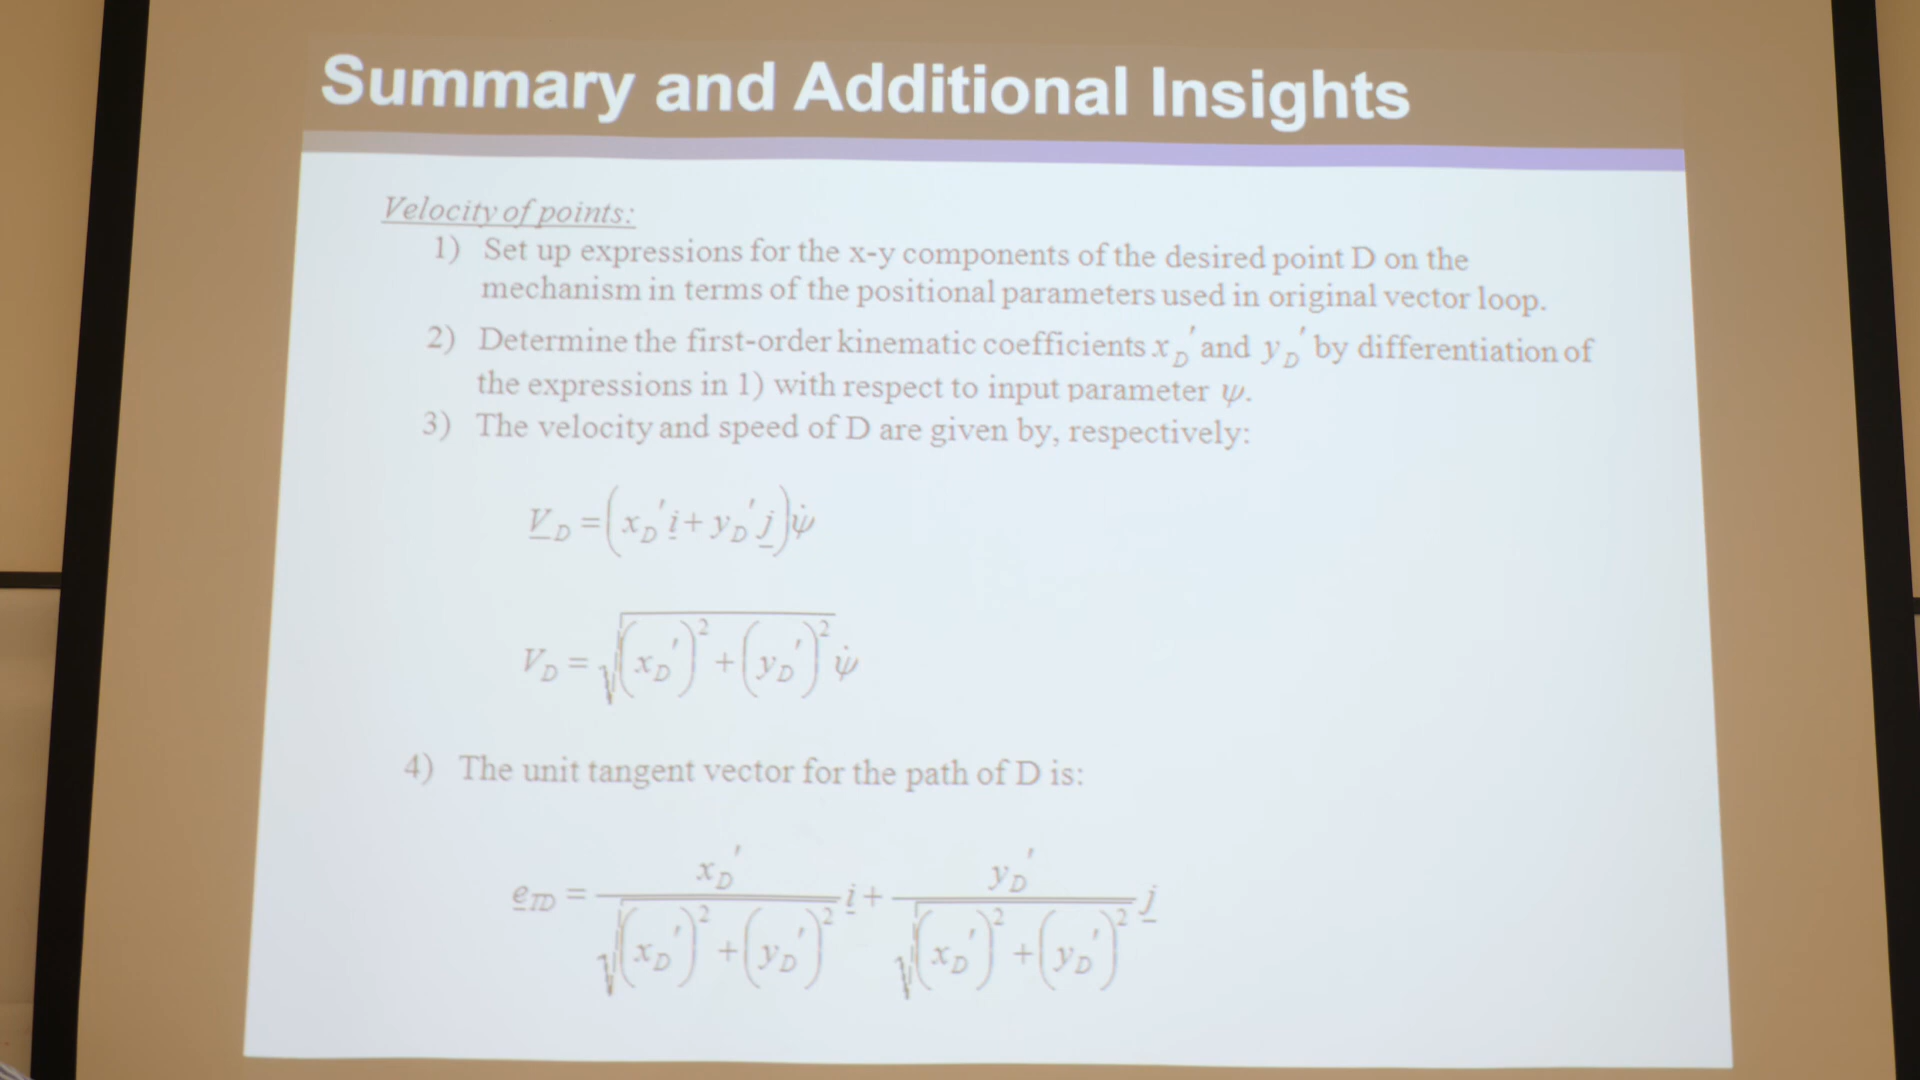 Summary and Additional Insights
Velocity of points:
1) Set up expressions for the x-y components of the desired point D on the
mechanism in terms of the positional parameters used in original vector loop.
2) Determine the first-order kinematic coefficients x_D' and y_D' by differentiation of
the expressions in 1) with respect to input parameter ψ.
3) The velocity and speed of D are given by, respectively:
V_D = (x_D' i + y_D' j) ψ̇
V_D = √((x_D')² + (y_D')²) ψ̇
4) The unit tangent vector for the path of D is:
e_TD = x_D' / √((x_D')² + (y_D')²) i + y_D' / √((x_D')² + (y_D')²) j